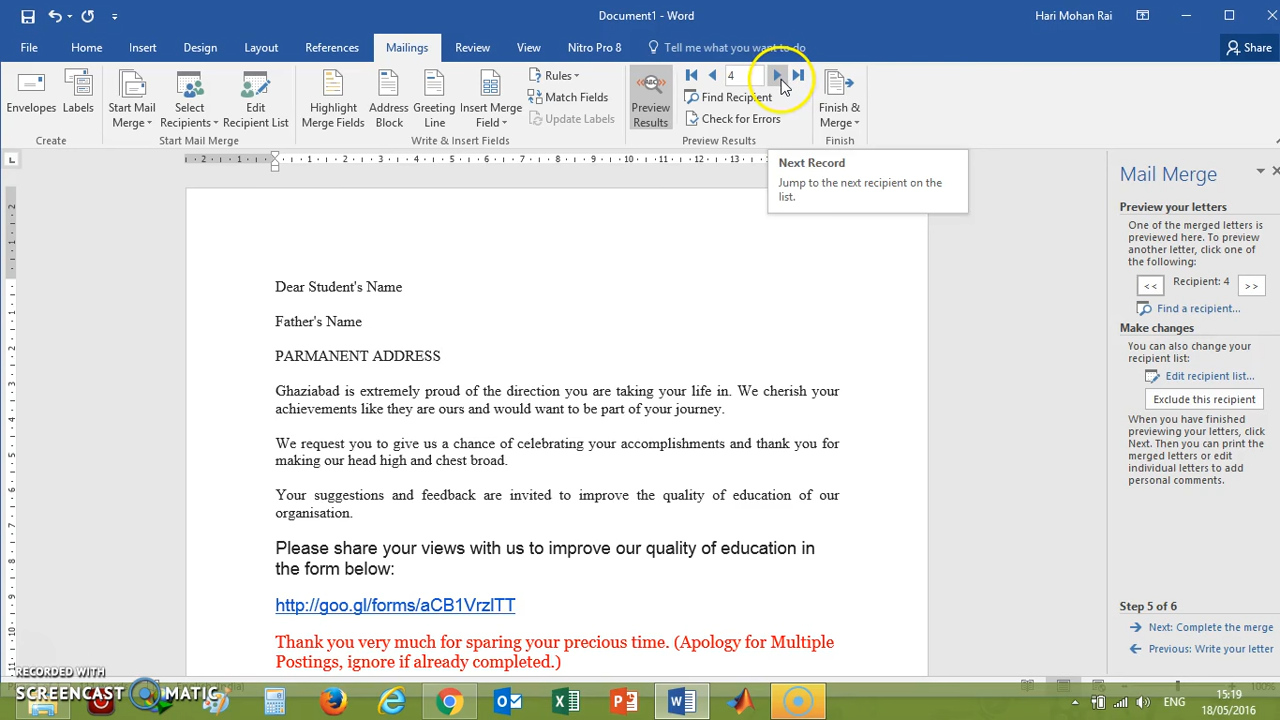 Document1 - Word
Hari Mohan Rai
File Home Insert Design Layout References Mailings Review View Nitro Pro 8 Tell me what you want to do
Share
Envelopes Labels
Create
Start Mail Merge Select Recipients Edit Recipient List
Start Mail Merge
Highlight Merge Fields Address Block Greeting Line Insert Merge Field
Rules
Match Fields
Update Labels
Write & Insert Fields
Preview Results
4
Find Recipient
Check for Errors
Preview Results
Finish & Merge
Finish
Next Record
Jump to the next recipient on the
list.
Dear Student's Name
Father's Name
PARMANENT ADDRESS
Ghaziabad is extremely proud of the direction you are taking your life in. We cherish your
achievements like they are ours and would want to be part of your journey.
We request you to give us a chance of celebrating your accomplishments and thank you for
making our head high and chest broad.
Your suggestions and feedback are invited to improve the quality of education of our
organisation.
Please share your views with us to improve our quality of education in
the form below:
http://goo.gl/forms/aCB1VrzlTT
Thank you very much for sparing your precious time. (Apology for Multiple
Postings, ignore if already completed.)
Mail Merge
Preview your letters
One of the merged letters is
previewed here. To preview
another letter, click one of
the following:
<< Recipient: 4 >>
Find a recipient...
Make changes
You can also change your
recipient list:
Edit recipient list...
Exclude this recipient
When you have finished
previewing your letters, click
Next. Then you can print the
merged letters or edit
individual letters to add
personal comments.
Step 5 of 6
Next: Complete the merge
Previous: Write your letter
RECORDED WITH
SCREENCAST MATIC
ENG
15:19
18/05/2016